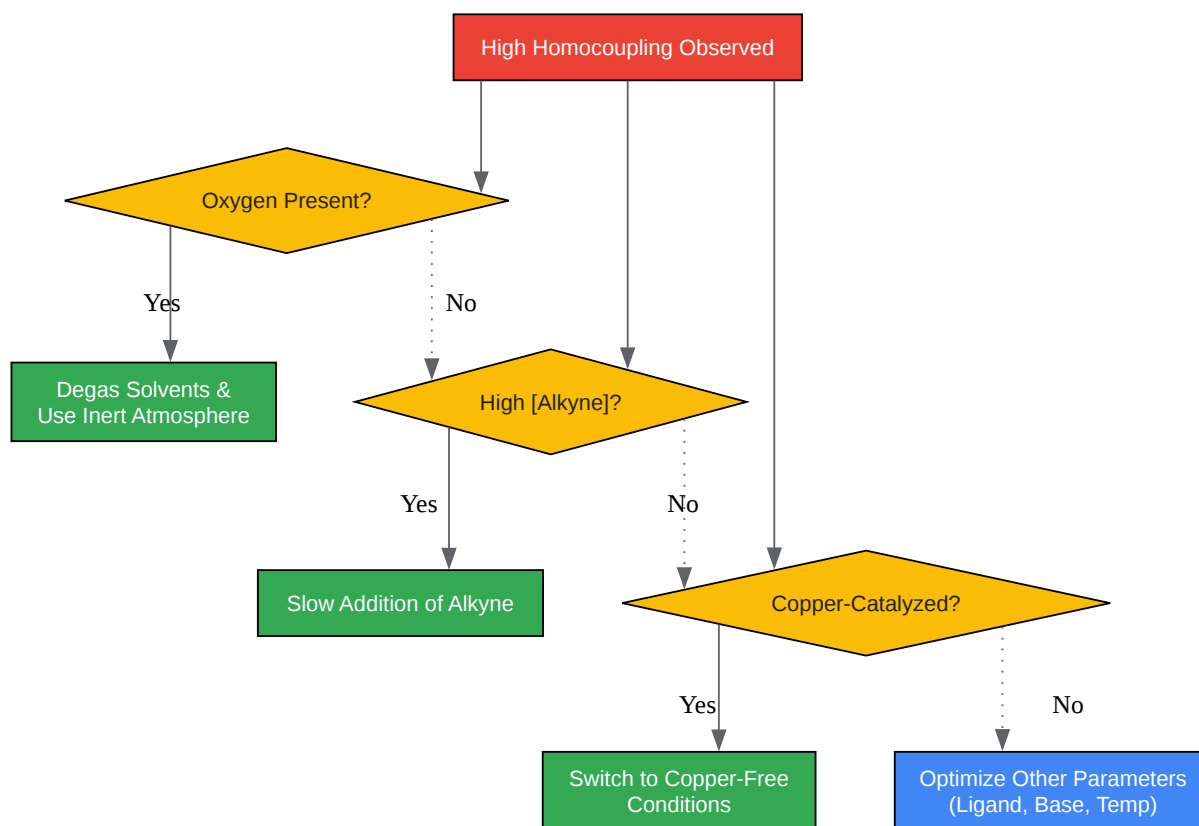 High Homocoupling Observed
Oxygen Present?
Yes
No
Degas Solvents &
Use Inert Atmosphere
High [Alkyne]?
Yes
No
Slow Addition of Alkyne
Copper-Catalyzed?
Yes
No
Switch to Copper-Free
Conditions
Optimize Other Parameters
(Ligand, Base, Temp)